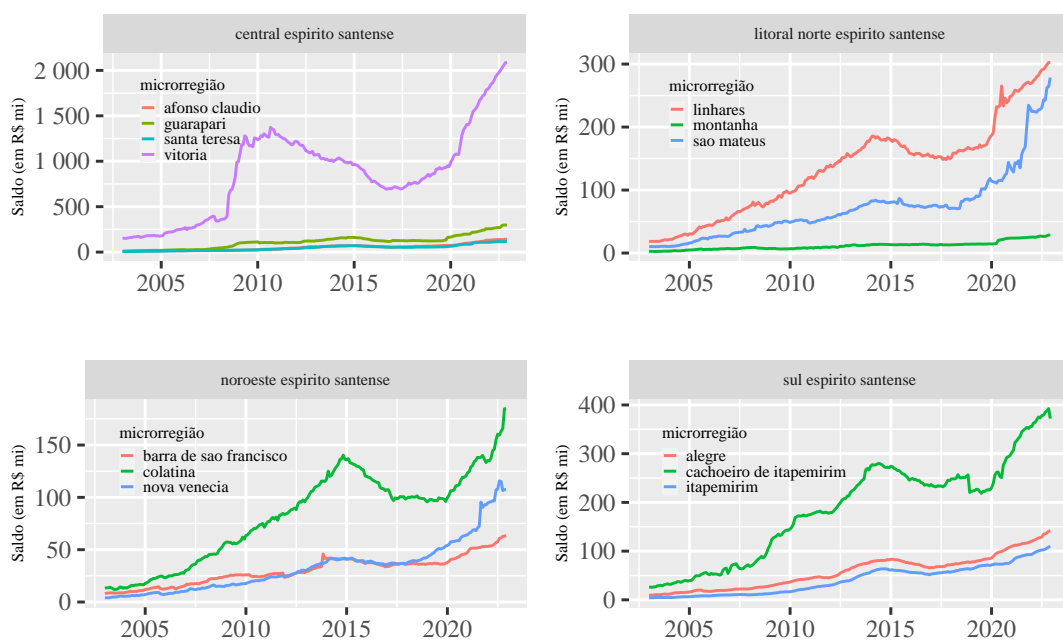 central espirito santense
Saldo (em R$ mi)
2 000
1 500
1 000
500
0
microrregião
afonso claudio
guarapari
santa teresa
vitoria
2005 2010 2015 2020
litoral norte espirito santense
Saldo (em R$ mi)
300
200
100
0
microrregião
linhares
montanha
sao mateus
2005 2010 2015 2020
noroeste espirito santense
Saldo (em R$ mi)
150
100
50
0
microrregião
barra de sao francisco
colatina
nova venecia
2005 2010 2015 2020
sul espirito santense
Saldo (em R$ mi)
400
300
200
100
0
microrregião
alegre
cachoeiro de itapemirim
itapemirim
2005 2010 2015 2020